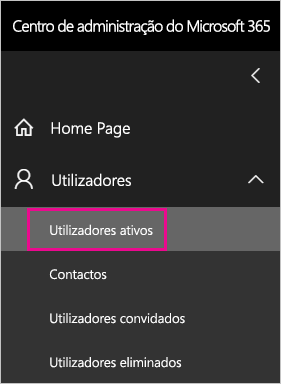 Centro de administração do Microsoft 365
Home Page
Utilizadores
Utilizadores ativos
Contactos
Utilizadores convidados
Utilizadores eliminados